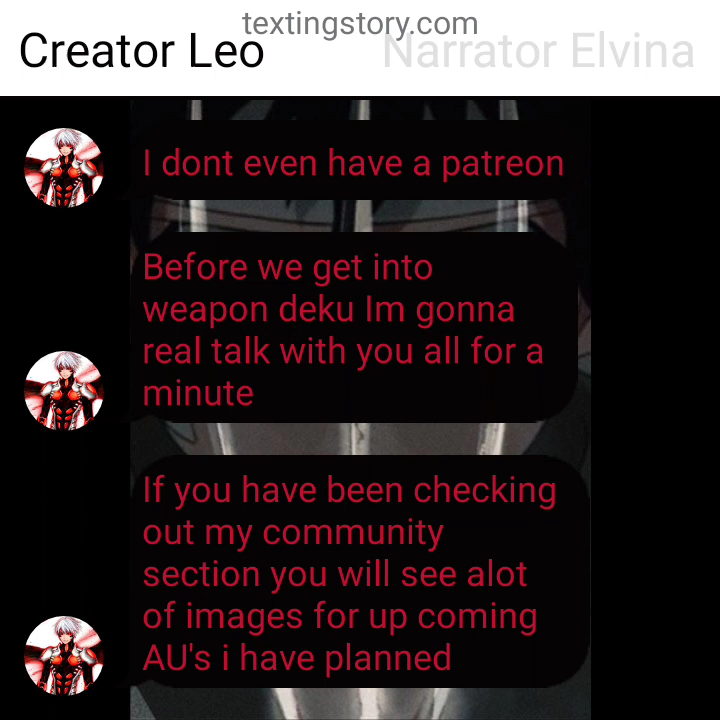 textingstory.com
Creator Leo Narrator Elvina
I dont even have a patreon
Before we get into
weapon deku Im gonna
real talk with you all for a
minute
If you have been checking
out my community
section you will see alot
of images for up coming
AU's i have planned